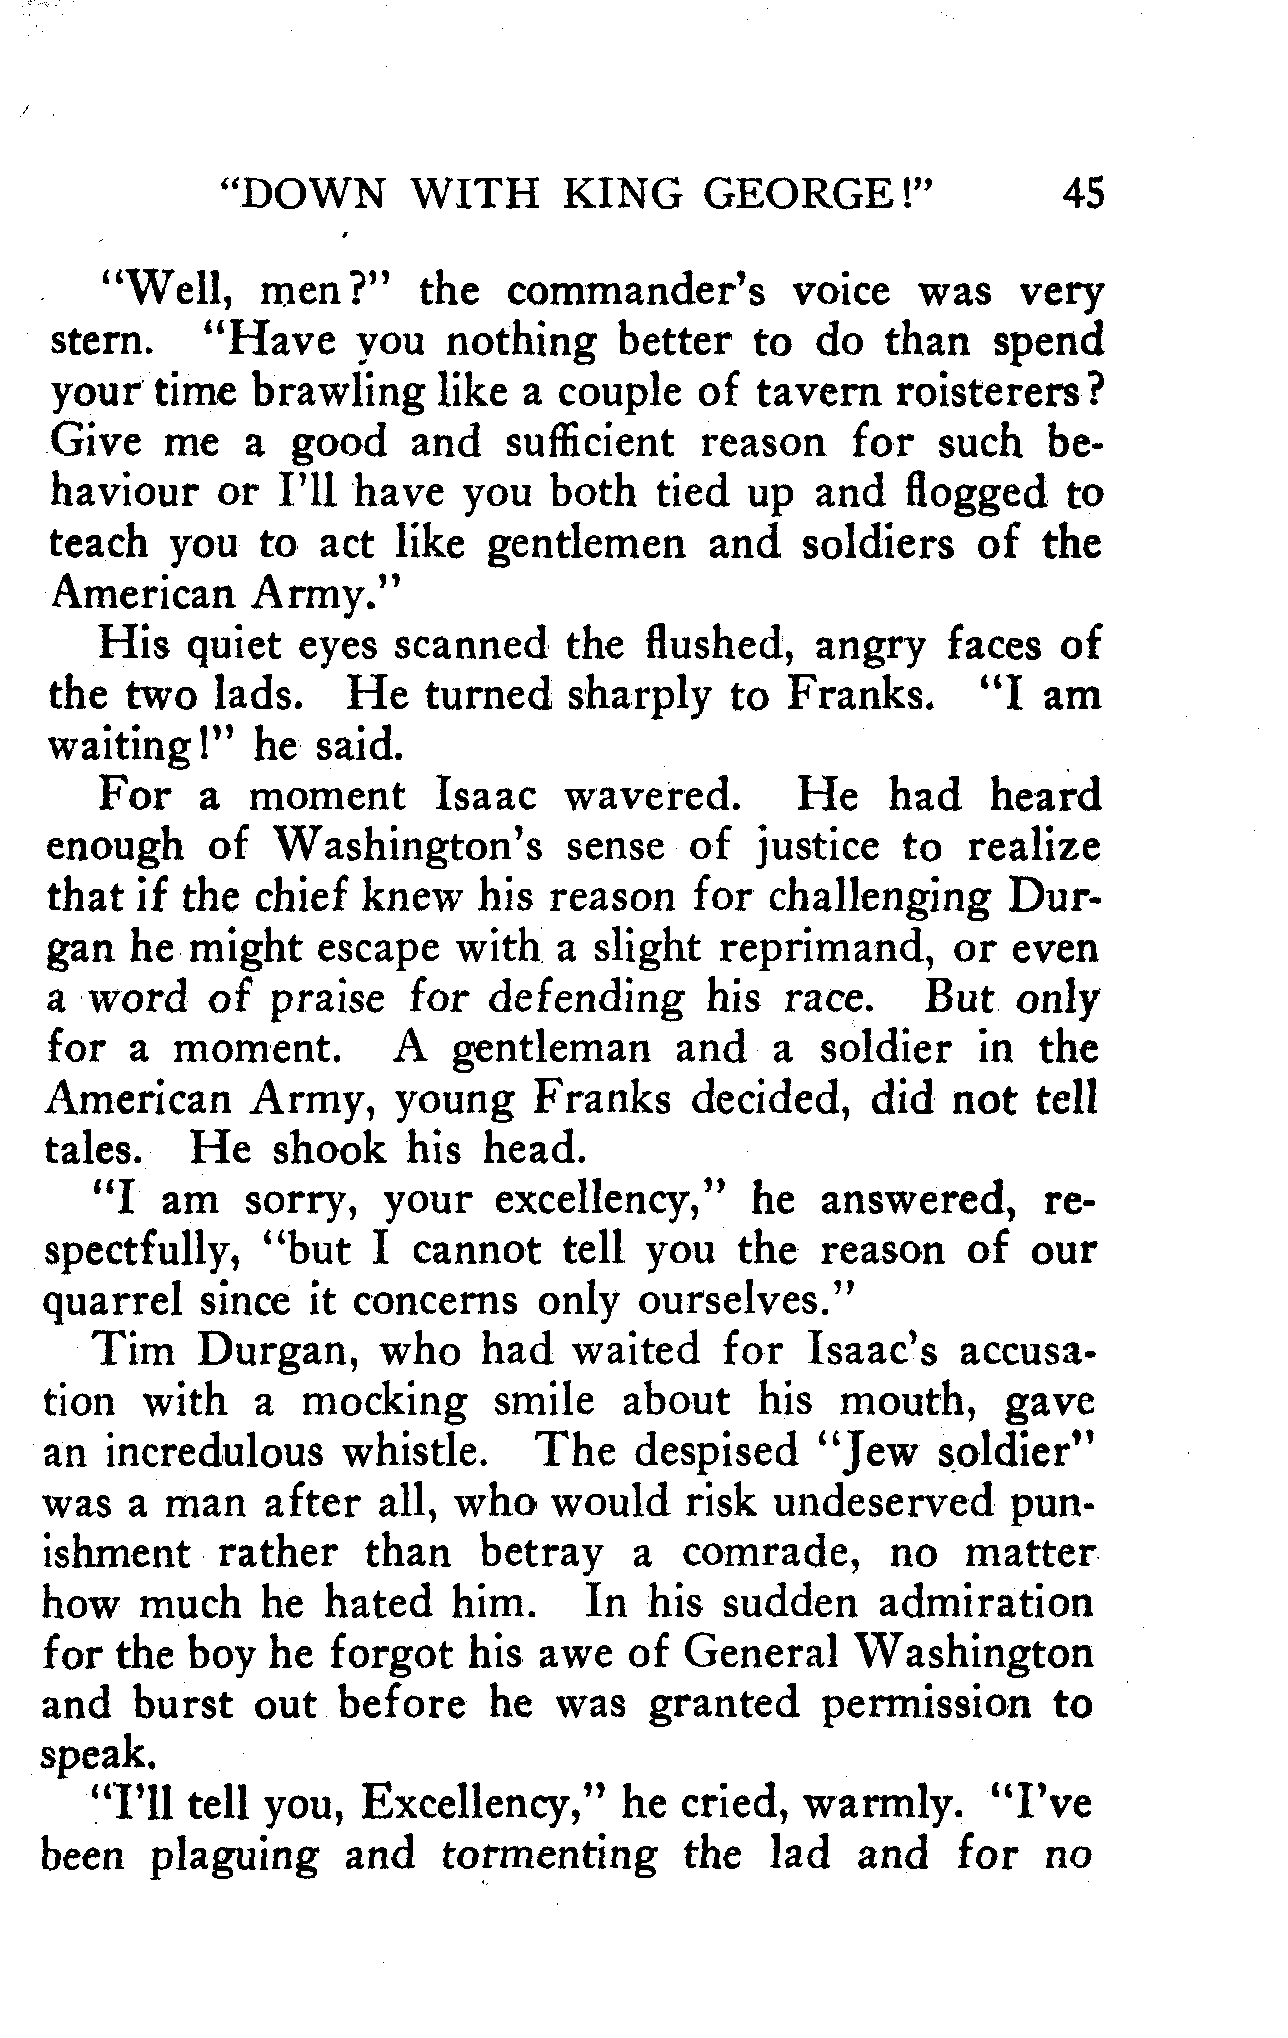 "DOWN WITH KING GEORGE!" 45
"Well, men?" the commander's voice was very
stern. "Have you nothing better to do than spend
your time brawling like a couple of tavern roisterers?
Give me a good and sufficient reason for such be-
haviour or I'll have you both tied up and flogged to
teach you to act like gentlemen and soldiers of the
American Army."
His quiet eyes scanned the flushed, angry faces of
the two lads. He turned sharply to Franks. "I am
waiting!" he said.
For a moment Isaac wavered. He had heard
enough of Washington's sense of justice to realize
that if the chief knew his reason for challenging Dur-
gan he might escape with a slight reprimand, or even
a word of praise for defending his race. But only
for a moment. A gentleman and a soldier in the
American Army, young Franks decided, did not tell
tales. He shook his head.
"I am sorry, your excellency," he answered, re-
spectfully, "but I cannot tell you the reason of our
quarrel since it concerns only ourselves."
Tim Durgan, who had waited for Isaac's accusa-
tion with a mocking smile about his mouth, gave
an incredulous whistle. The despised "Jew soldier"
was a man after all, who would risk undeserved pun-
ishment rather than betray a comrade, no matter
how much he hated him. In his sudden admiration
for the boy he forgot his awe of General Washington
and burst out before he was granted permission to
speak.
"I'll tell you, Excellency," he cried, warmly. "I've
been plaguing and tormenting the lad and for no